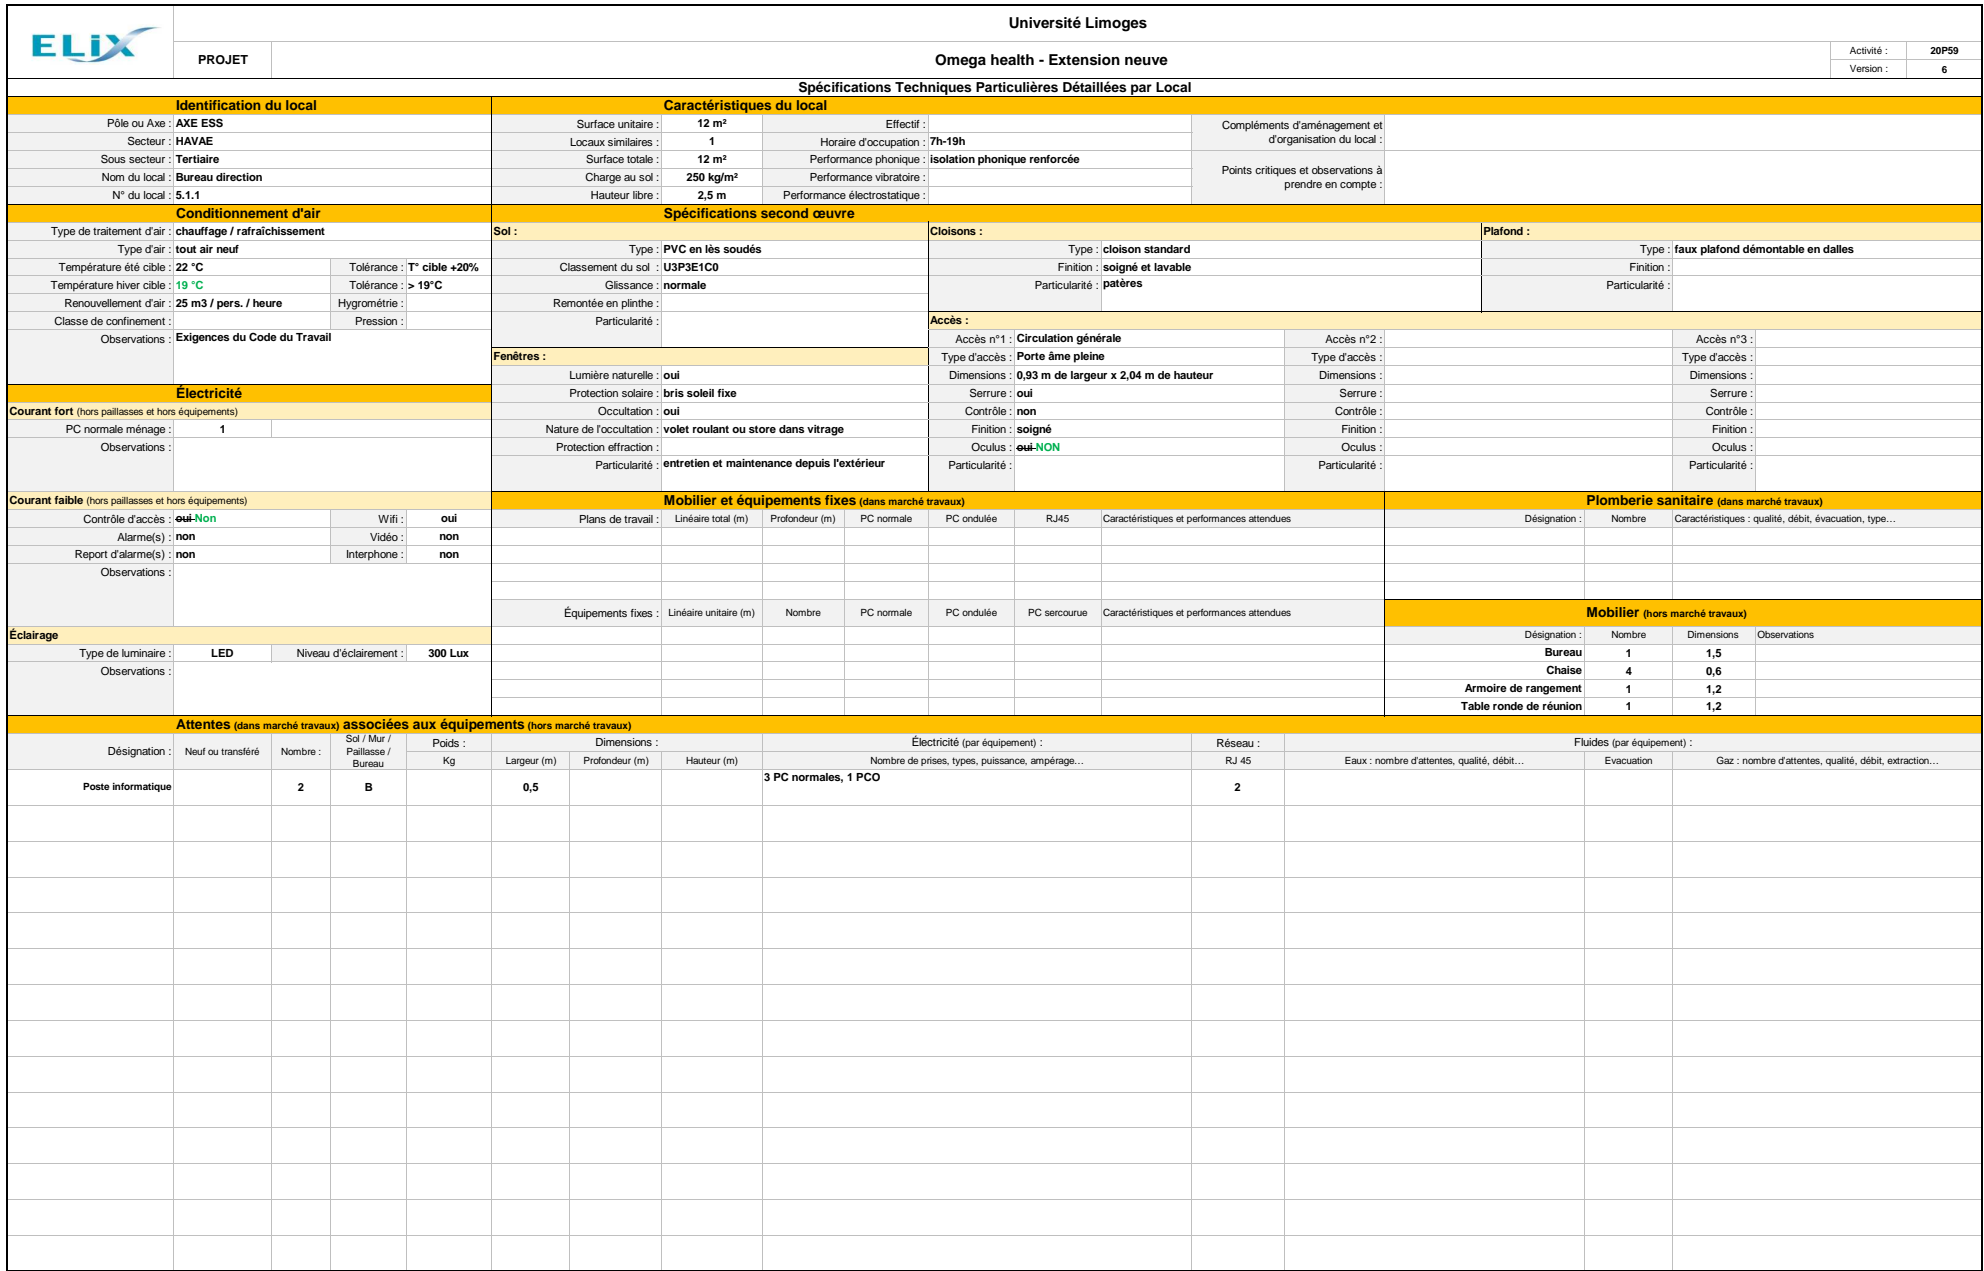 ELiX
Université Limoges
PROJET
Omega health - Extension neuve
Activité : 20P59
Version : 6
Spécifications Techniques Particulières Détaillées par Local
Identification du local
Pôle ou Axe : AXE ESS
Secteur : HAVAE
Sous secteur : Tertiaire
Nom du local : Bureau direction
N° du local : 5.1.1
Caractéristiques du local
Surface unitaire : 12 m² Effectif :
Locaux similaires : 1 Horaire d'occupation : 7h-19h
Surface totale : 12 m² Performance phonique : isolation phonique renforcée
Charge au sol : 250 kg/m² Performance vibratoire :
Hauteur libre : 2,5 m Performance électrostatique :
Compléments d'aménagement et
d'organisation du local :
Points critiques et observations à
prendre en compte :
Conditionnement d'air
Type de traitement d'air : chauffage / rafraîchissement
Type d'air : tout air neuf
Température été cible : 22 °C Tolérance : T° cible +20%
Température hiver cible : 19 °C Tolérance : > 19°C
Renouvellement d'air : 25 m3 / pers. / heure Hygrométrie :
Classe de confinement : Pression :
Observations : Exigences du Code du Travail
Spécifications second œuvre
Sol :
Type : PVC en lès soudés
Classement du sol : U3P3E1C0
Glissance : normale
Remontée en plinthe :
Particularité :
Cloisons :
Type : cloison standard
Finition : soigné et lavable
Particularité : patères
Plafond :
Type : faux plafond démontable en dalles
Finition :
Particularité :
Fenêtres :
Lumière naturelle : oui
Protection solaire : bris soleil fixe
Occultation : oui
Nature de l'occultation : volet roulant ou store dans vitrage
Protection effraction :
Particularité : entretien et maintenance depuis l'extérieur
Accès :
Accès n°1 : Circulation générale Accès n°2 : Accès n°3 :
Type d'accès : Porte âme pleine Type d'accès : Type d'accès :
Dimensions : 0,93 m de largeur x 2,04 m de hauteur Dimensions : Dimensions :
Serrure : oui Serrure : Serrure :
Contrôle : non Contrôle : Contrôle :
Finition : soigné Finition : Finition :
Oculus : oui NON Oculus : Oculus :
Particularité : Particularité : Particularité :
Électricité
Courant fort (hors paillasses et hors équipements)
PC normale ménage : 1
Observations :
Courant faible (hors paillasses et hors équipements)
Contrôle d'accès : oui Non Wifi : oui
Alarme(s) : non Vidéo : non
Report d'alarme(s) : non Interphone : non
Observations :
Éclairage
Type de luminaire : LED Niveau d'éclairement : 300 Lux
Observations :
Mobilier et équipements fixes (dans marché travaux)
Plans de travail : Linéaire total (m) Profondeur (m) PC normale PC ondulée RJ45 Caractéristiques et performances attendues
Équipements fixes : Linéaire unitaire (m) Nombre PC normale PC ondulée PC sercourue Caractéristiques et performances attendues
Plomberie sanitaire (dans marché travaux)
Désignation : Nombre Caractéristiques : qualité, débit, évacuation, type…
Mobilier (hors marché travaux)
Désignation : Nombre Dimensions Observations
Bureau 1 1,5
Chaise 4 0,6
Armoire de rangement 1 1,2
Table ronde de réunion 1 1,2
Attentes (dans marché travaux) associées aux équipements (hors marché travaux)
Désignation : Neuf ou transféré Nombre : Sol / Mur / Paillasse / Bureau Poids : Dimensions : Électricité (par équipement) : Réseau : Fluides (par équipement) :
Kg Largeur (m) Profondeur (m) Hauteur (m) Nombre de prises, types, puissance, ampérage… RJ 45 Eaux : nombre d'attentes, qualité, débit… Evacuation Gaz : nombre d'attentes, qualité, débit, extraction…
Poste informatique 2 B 0,5 3 PC normales, 1 PCO 2